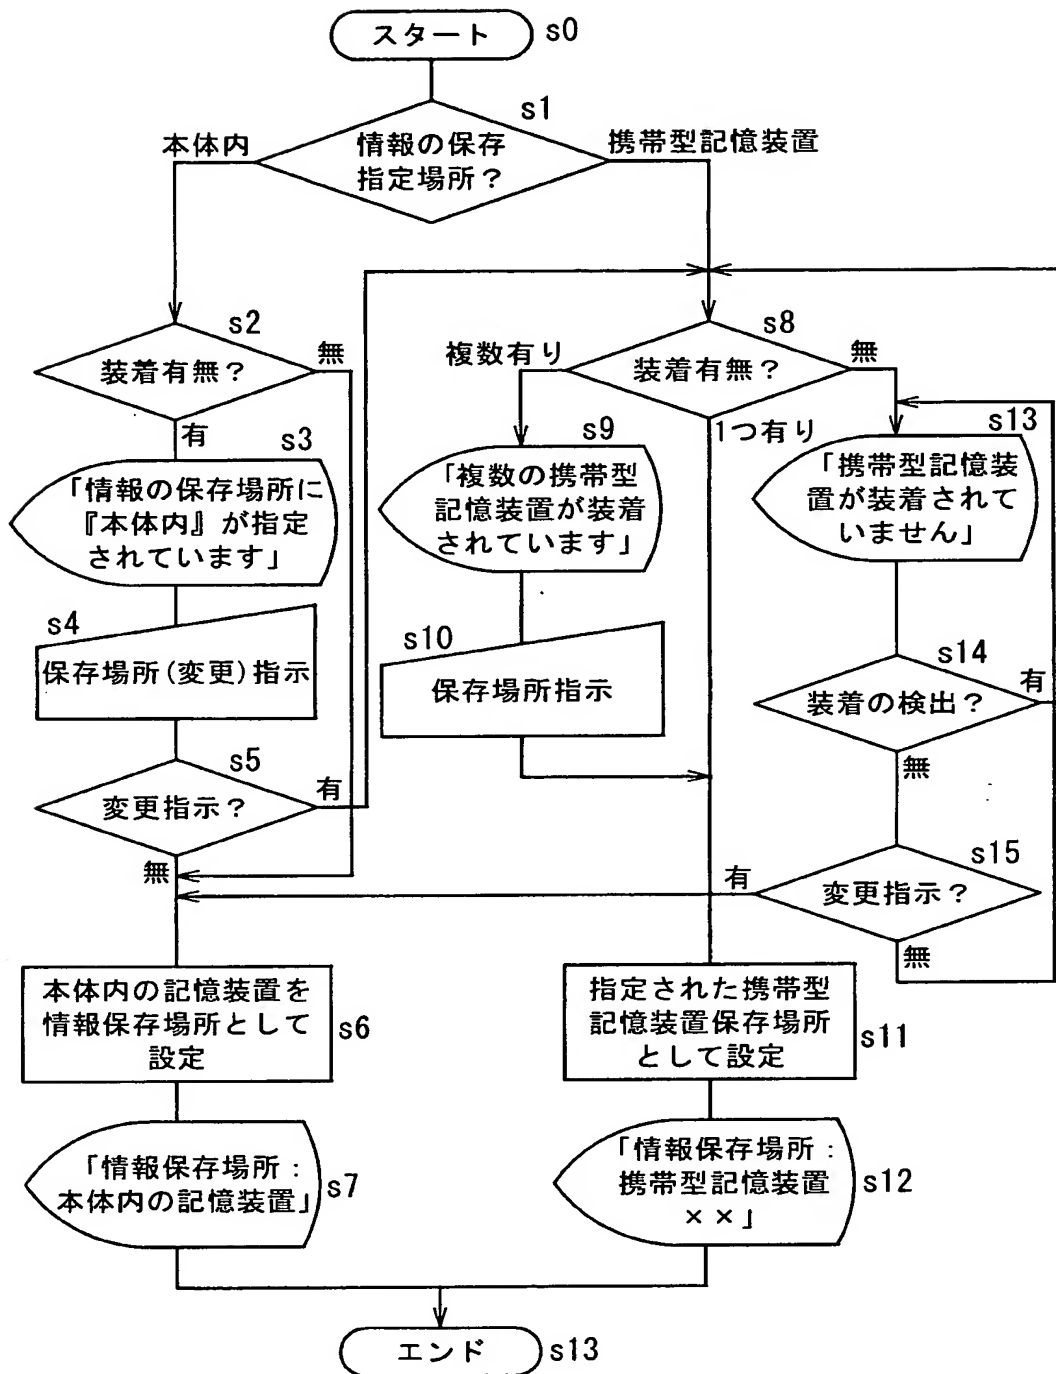 スタート
s0
s1
情報の保存
指定場所？
本体内
携帯型記憶装置
s2
装着有無？
無
有
s3
「情報の保存場所に
『本体内』が指定
されています」
s4
保存場所(変更)指示
s5
変更指示？
有
無
本体内の記憶装置を
情報保存場所として
設定
s6
「情報保存場所：
本体内の記憶装置」
s7
s8
装着有無？
複数有り
無
1つ有り
s9
「複数の携帯型
記憶装置が装着
されています」
s10
保存場所指示
s13
「携帯型記憶装
置が装着されて
いません」
s14
装着の検出？
有
無
s15
変更指示？
有
無
指定された携帯型
記憶装置保存場所
として設定
s11
「情報保存場所：
携帯型記憶装置
××」
s12
エンド
s13